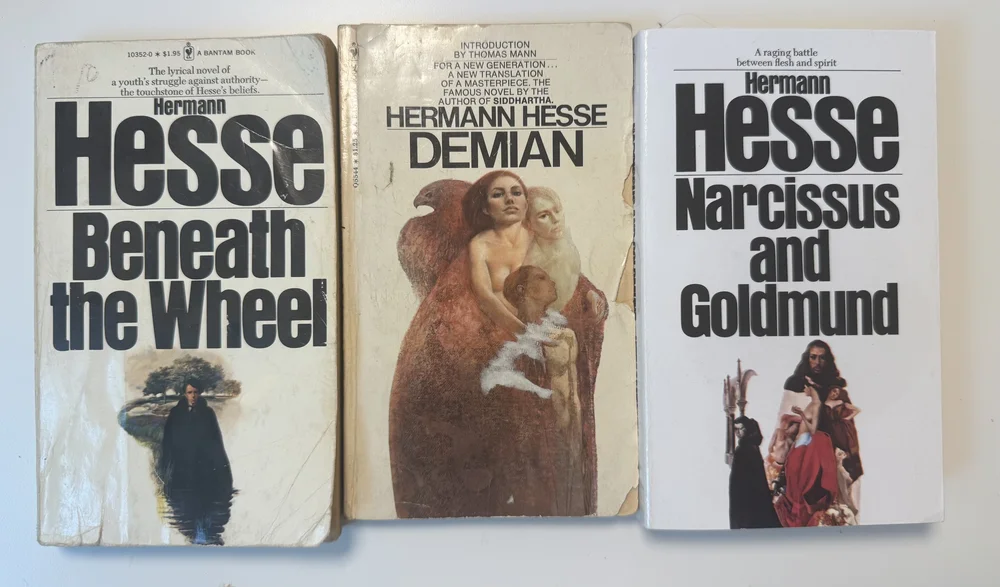 10352-0 * $1.95 A BANTAM BOOK
The lyrical novel of
a youth's struggle against authority—
the touchstone of Hesse's beliefs.
Hermann
Hesse
Beneath
the Wheel
INTRODUCTION
BY THOMAS MANN
FOR A NEW GENERATION...
A NEW TRANSLATION
OF A MASTERPIECE, THE
FAMOUS NOVEL BY THE
AUTHOR OF SIDDHARTHA.
HERMANN HESSE
DEMIAN
A raging battle
between flesh and spirit
Hermann
Hesse
Narcissus
and
Goldmund